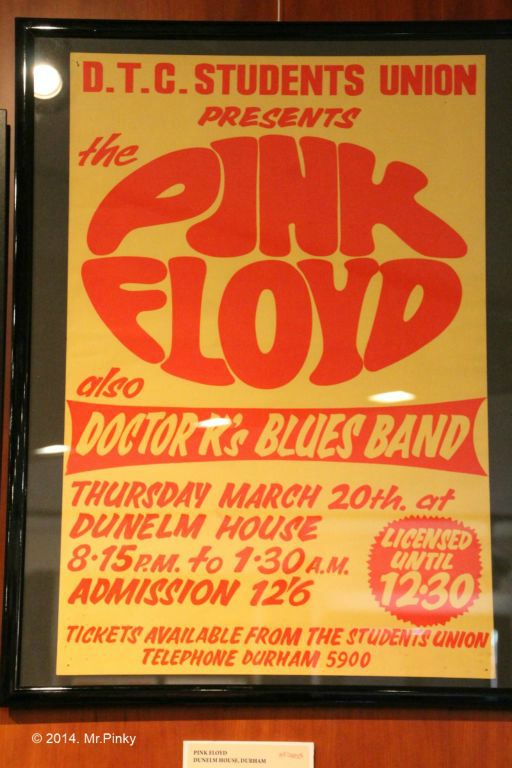 D.T.C. STUDENTS UNION
PRESENTS
the
PINK
FLOYD
also
DOCTOR K's BLUES BAND
THURSDAY MARCH 20th. at
DUNELM HOUSE
8·15 P.M. to 1·30 A.M.
ADMISSION 12'6
LICENSED
UNTIL
12·30
TICKETS AVAILABLE FROM THE STUDENTS UNION
TELEPHONE DURHAM 5900
© 2014. Mr.Pinky
PINK FLOYD
DUNELM HOUSE, DURHAM